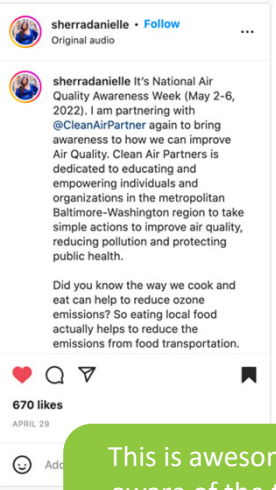 sherradanielle • Follow
Original audio
sherradanielle It's National Air
Quality Awareness Week (May 2-6,
2022). I am partnering with
@CleanAirPartner again to bring
awareness to how we can improve
Air Quality. Clean Air Partners is
dedicated to educating and
empowering individuals and
organizations in the metropolitan
Baltimore-Washington region to take
simple actions to improve air quality,
reducing pollution and protecting
public health.
Did you know the way we cook and
eat can help to reduce ozone
emissions? So eating local food
actually helps to reduce the
emissions from food transportation.
670 likes
APRIL 29
This is